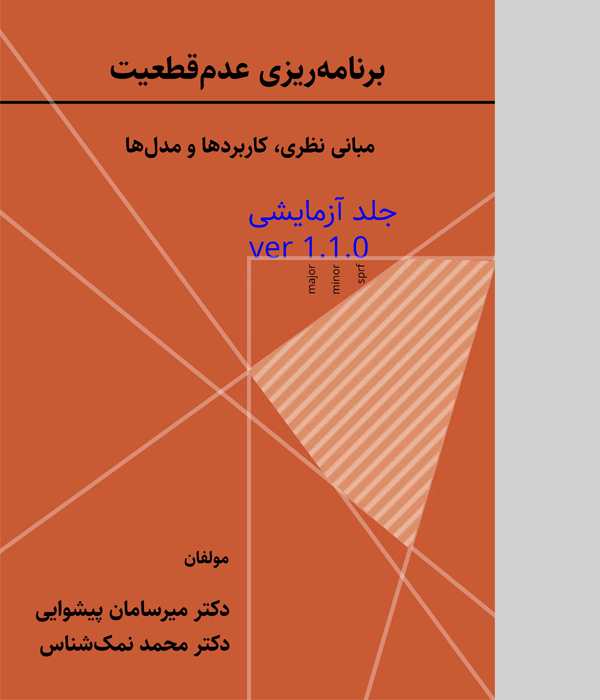 برنامه‌ریزی عدم‌قطعیت
مبانی نظری، کاربردها و مدل‌ها
جلد آزمایشی
ver 1.1.0
major
minor
sprf
مولفان
دکتر میرسامان پیشوایی
دکتر محمد نمک‌شناس